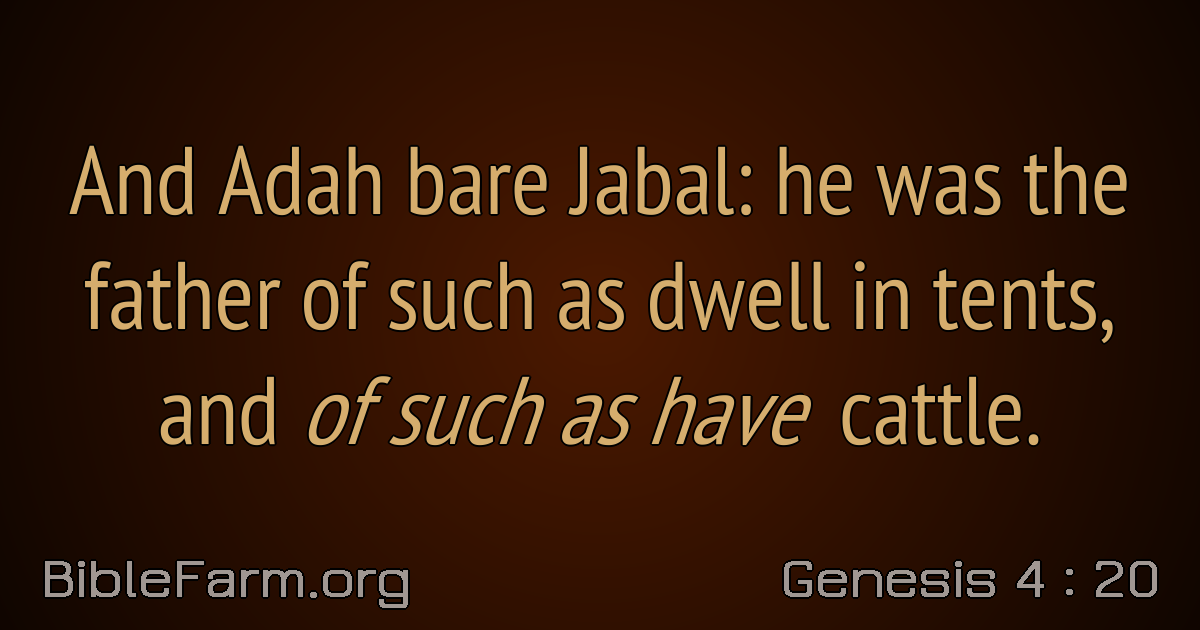 And Adah bare Jabal: he was the
father of such as dwell in tents,
and of such as have cattle.
BibleFarm.org
Genesis 4 : 20